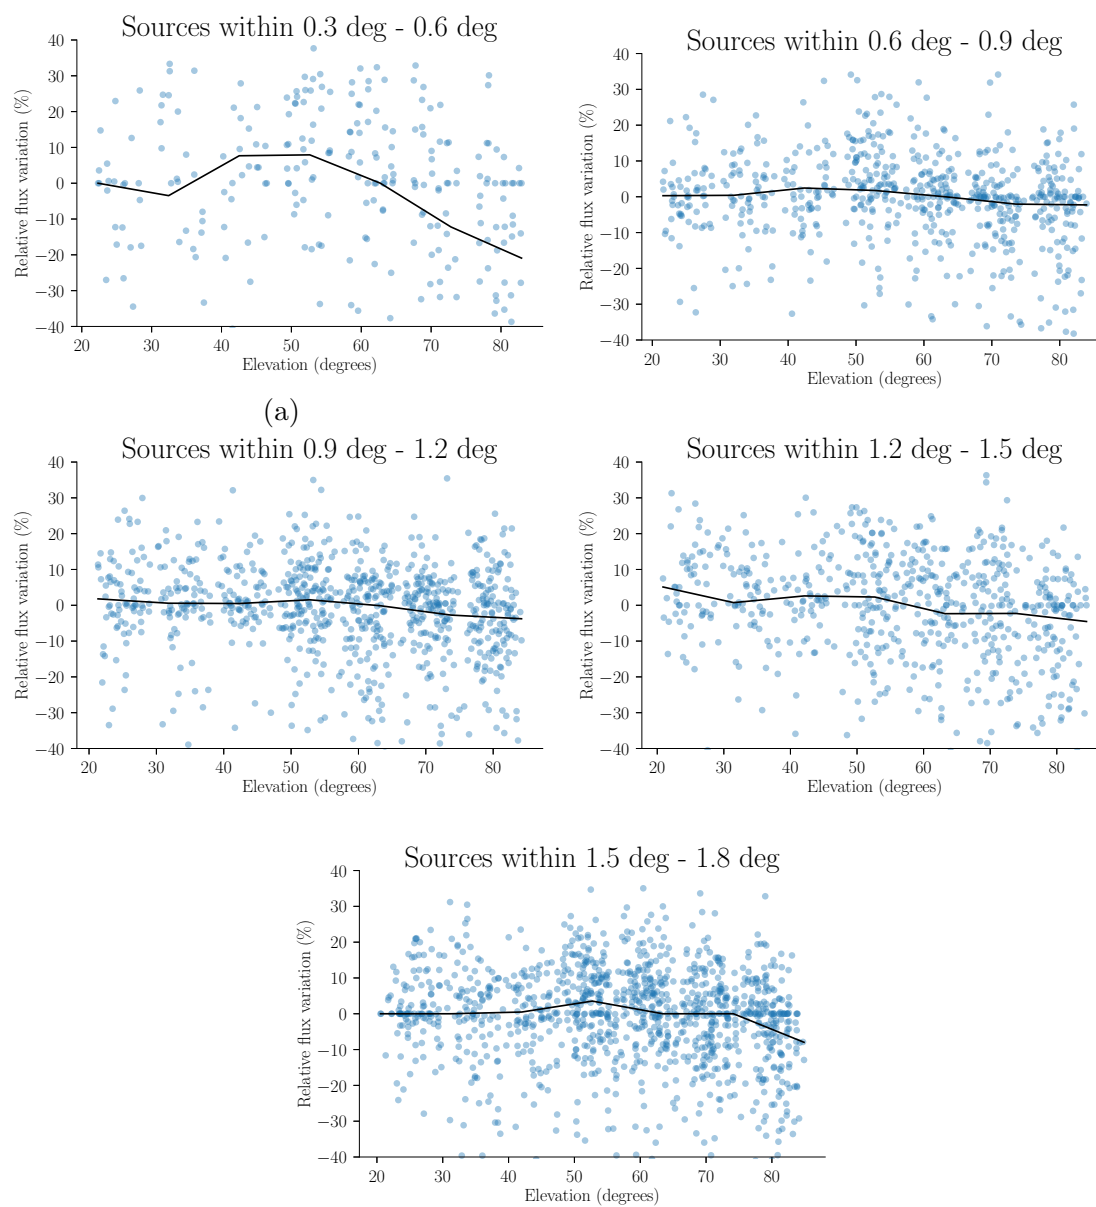 Sources within 0.3 deg - 0.6 deg
40
30
20
10
0
−10
−20
−30
−40
Relative flux variation (%)
20 30 40 50 60 70 80
Elevation (degrees)
(a)
Sources within 0.6 deg - 0.9 deg
40
30
20
10
0
−10
−20
−30
−40
Relative flux variation (%)
20 30 40 50 60 70 80
Elevation (degrees)
Sources within 0.9 deg - 1.2 deg
40
30
20
10
0
−10
−20
−30
−40
Relative flux variation (%)
20 30 40 50 60 70 80
Elevation (degrees)
Sources within 1.2 deg - 1.5 deg
40
30
20
10
0
−10
−20
−30
−40
Relative flux variation (%)
20 30 40 50 60 70 80
Elevation (degrees)
Sources within 1.5 deg - 1.8 deg
40
30
20
10
0
−10
−20
−30
−40
Relative flux variation (%)
20 30 40 50 60 70 80
Elevation (degrees)